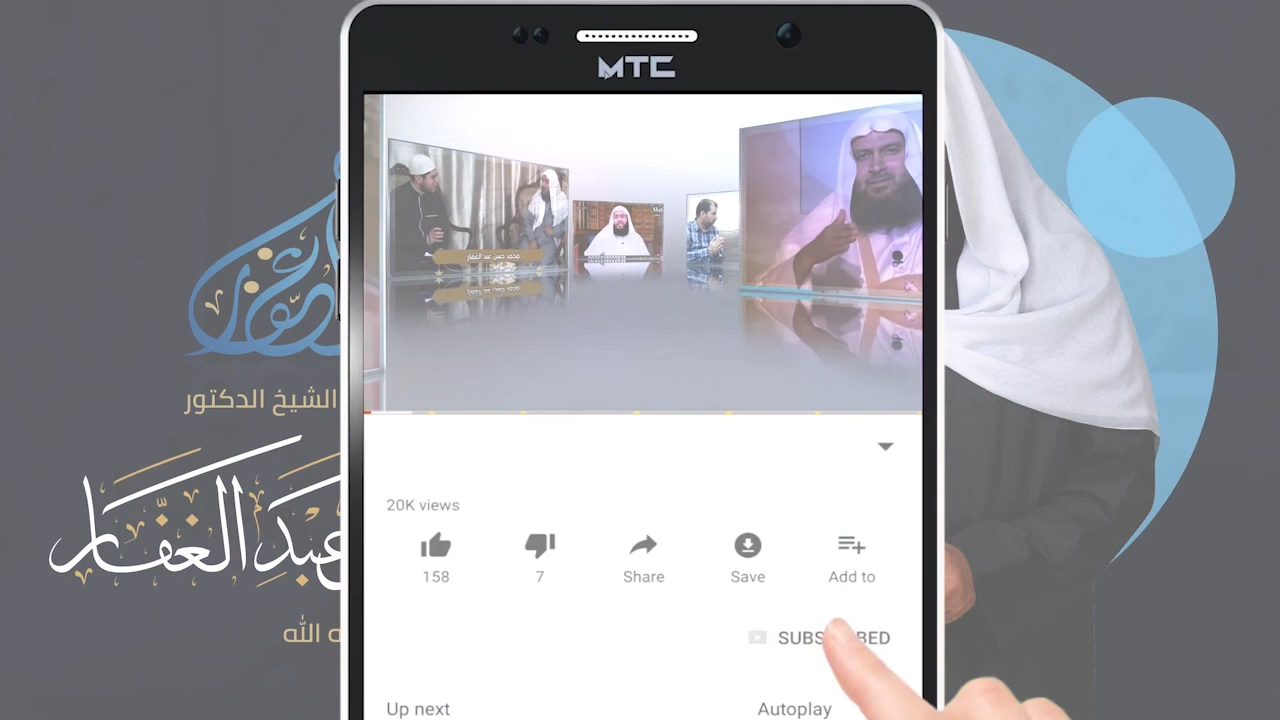 MTC
محمد حسن عبد الغفار
الشيخ الدكتور
عبد الغفار
ه الله
20K views
158
7
Share
Save
Add to
SUBS BED
Up next
Autoplay